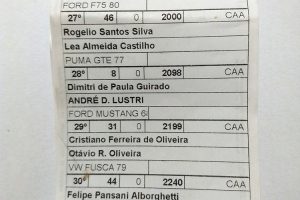 FORD F75 80
27º 46 0 2000 CAA
Rogelio Santos Silva
Lea Almeida Castilho
PUMA GTE 77
28º 8 0 2098 CAA
Dimitri de Paula Guirado
ANDRÉ D. LUSTRI
FORD MUSTANG 68
29º 31 0 2199 CAA
Cristiano Ferreira de Oliveira
Otávio R. Oliveira
VW FUSCA 79
30º 44 0 2240 CAA
Felipe Pansani Alborghetti